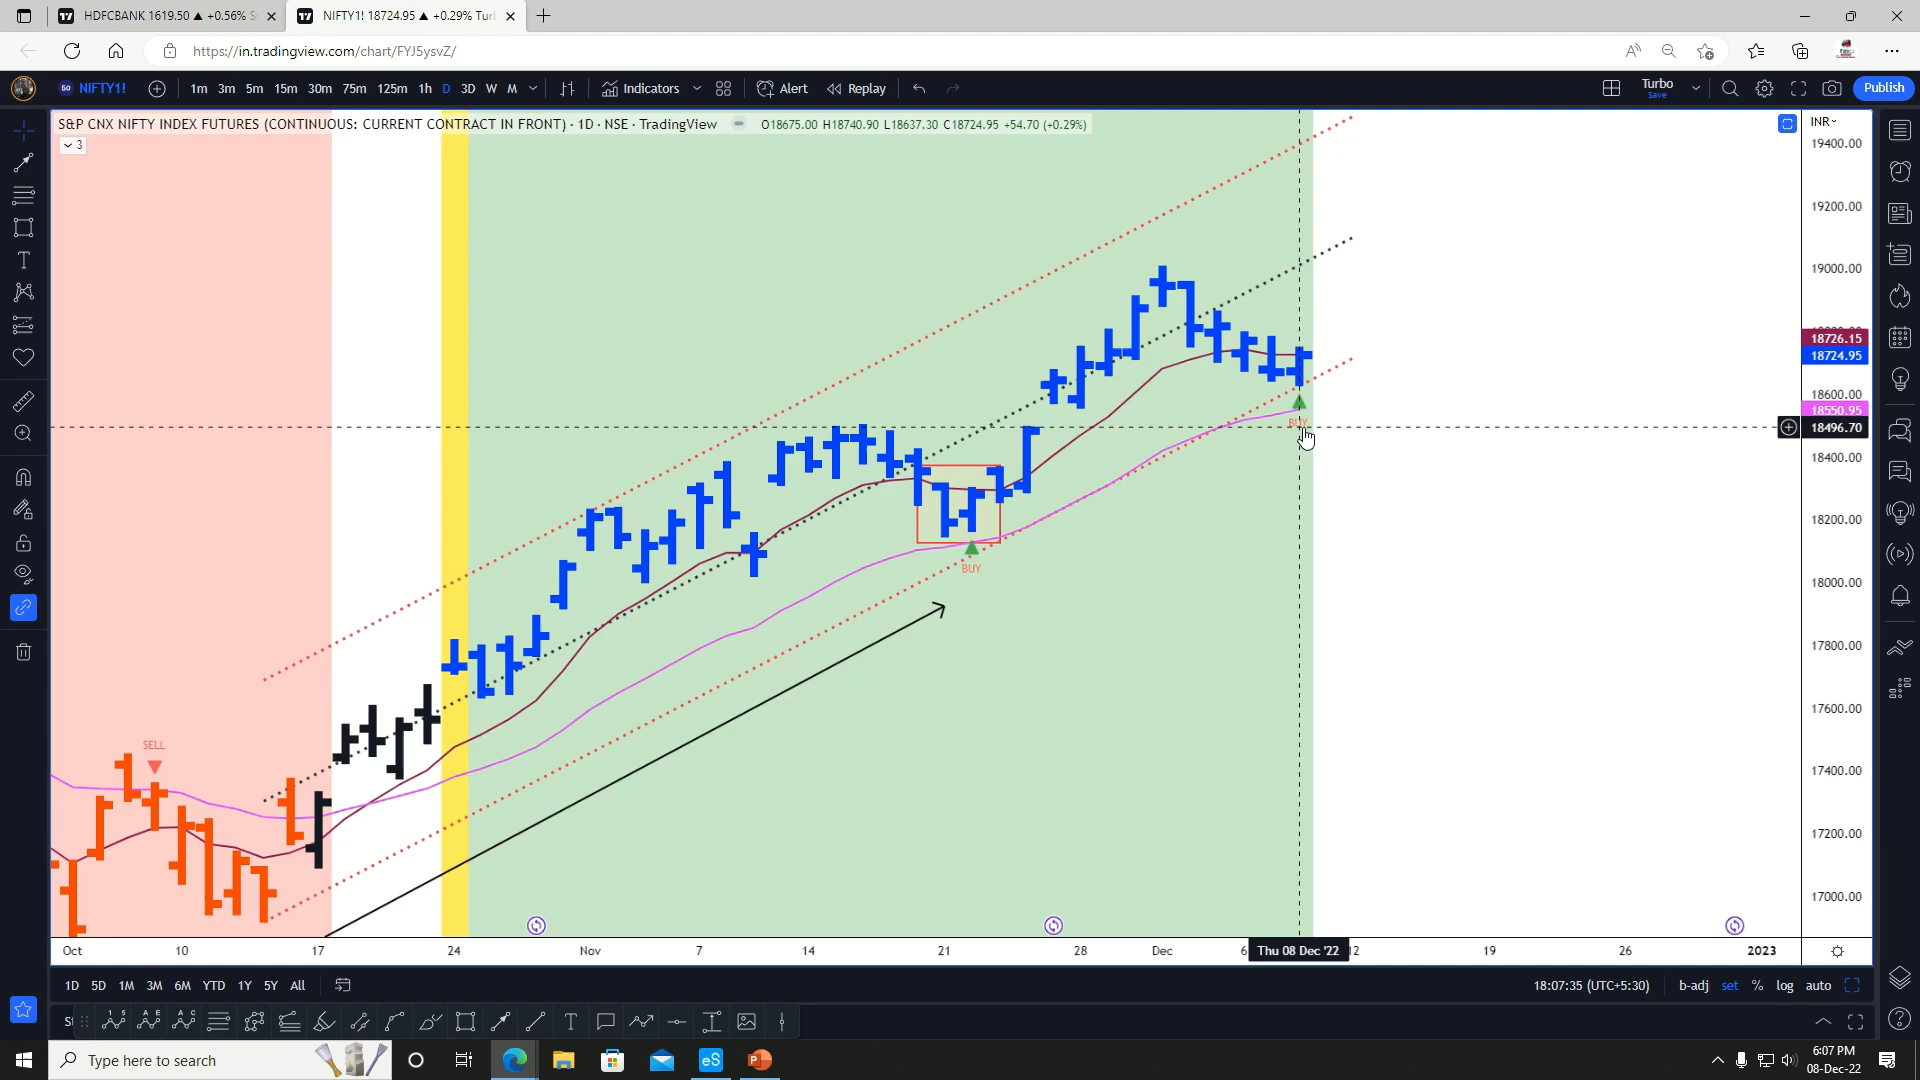 HDFCBANK 1619.50 ▲ +0.56%
NIFTY1! 18724.95 ▲ +0.29% Tur
https://in.tradingview.com/chart/FYJ5ysvZ/
50 NIFTY1! 1m 3m 5m 15m 30m 75m 125m 1h D 3D W M Indicators Alert Replay Turbo Save Publish
S&P CNX NIFTY INDEX FUTURES (CONTINUOUS: CURRENT CONTRACT IN FRONT) · 1D · NSE · TradingView O18675.00 H18740.90 L18637.30 C18724.95 +54.70 (+0.29%)
3
INR
19400.00
19200.00
19000.00
18726.15
18724.95
18600.00
18550.95
18496.70
18400.00
18200.00
18000.00
17800.00
17600.00
17400.00
17200.00
17000.00
BUY
BUY
SELL
Oct 10 17 24 Nov 7 14 21 28 Dec 6 Thu 08 Dec '22 12 19 26 2023
1D 5D 1M 3M 6M YTD 1Y 5Y All 18:07:35 (UTC+5:30) b-adj set % log auto
Type here to search
eS
6:07 PM
08-Dec-22